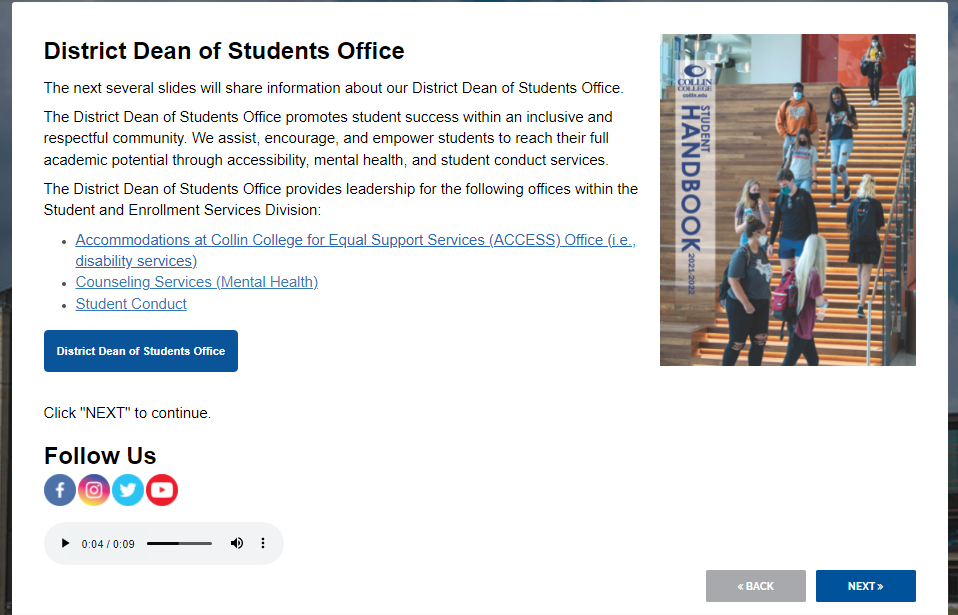 District Dean of Students Office
The next several slides will share information about our District Dean of Students Office.
The District Dean of Students Office promotes student success within an inclusive and
respectful community. We assist, encourage, and empower students to reach their full
academic potential through accessibility, mental health, and student conduct services.
The District Dean of Students Office provides leadership for the following offices within the
Student and Enrollment Services Division:
Accommodations at Collin College for Equal Support Services (ACCESS) Office (i.e.,
disability services)
Counseling Services (Mental Health)
Student Conduct
District Dean of Students Office
COLLIN
COLLEGE
collin.edu
STUDENT
HANDBOOK
2021-2022
Click "NEXT" to continue.
Follow Us
0:04 / 0:09
« BACK
NEXT »